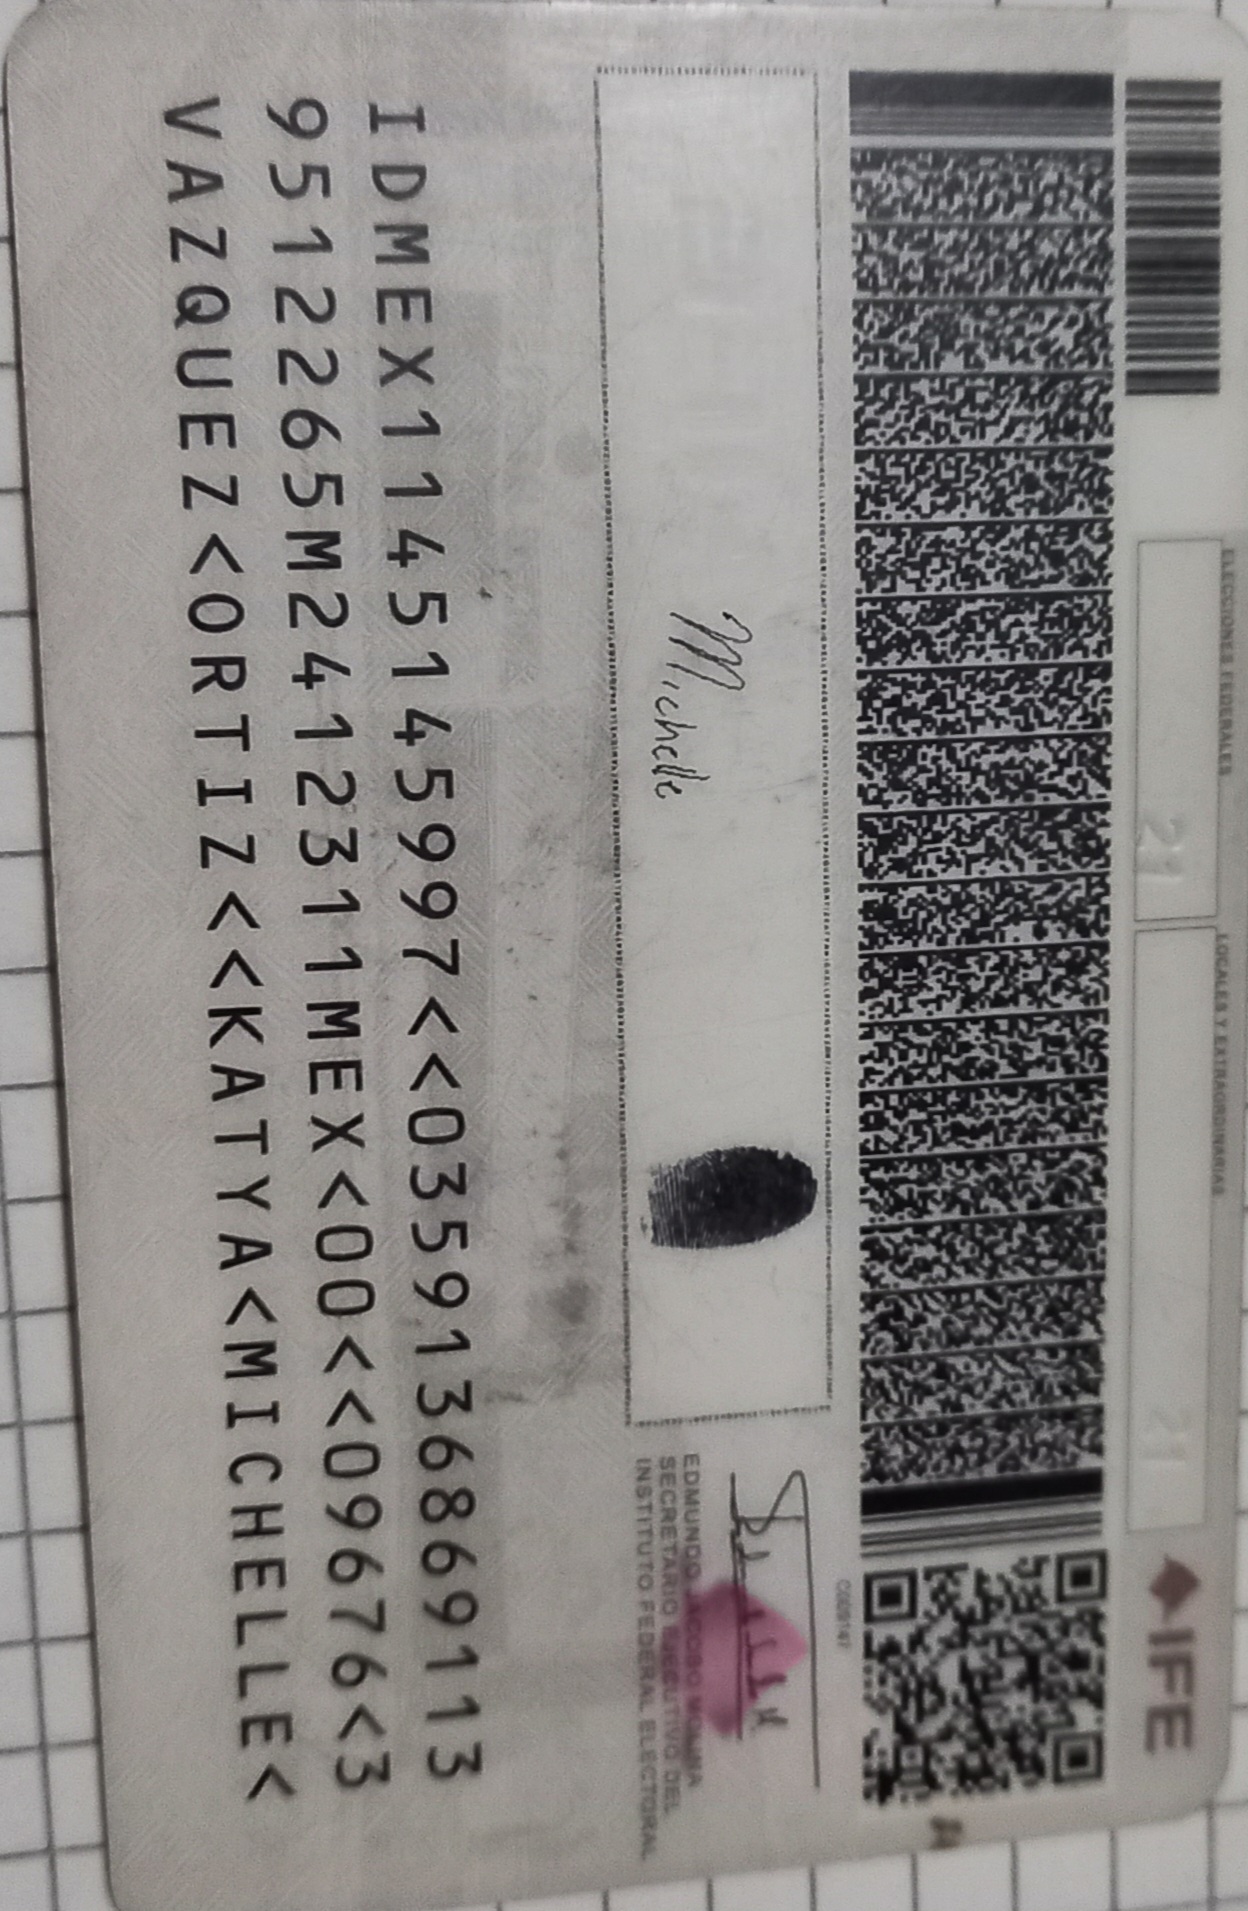 ELECCIONES FEDERALES
LOCALES Y EXTRAORDINARIAS
IFE
21
21
Michelle
EDMUNDO JACOBO MOLINA
SECRETARIO EJECUTIVO DEL
INSTITUTO FEDERAL ELECTORAL
IDMEX1145145997<<0359136869113
9512265M2412311MEX<00<<09676<3
VAZQUEZ<ORTIZ<<KATYA<MICHELLE<